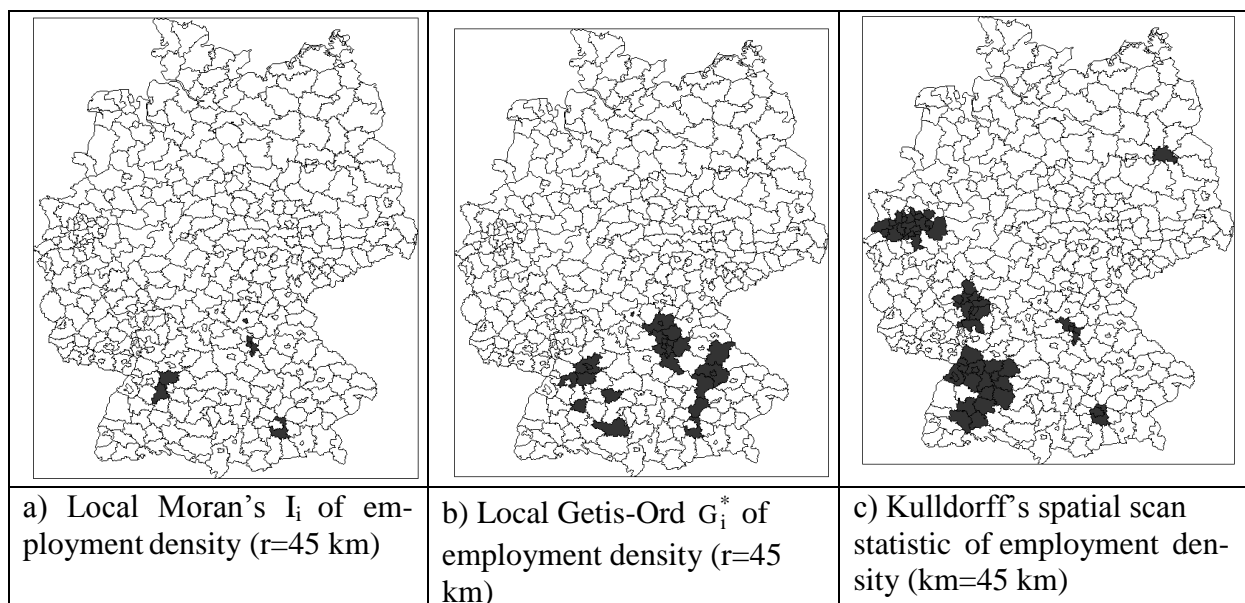 a) Local Moran's Iᵢ of em-
ployment density (r=45 km)
b) Local Getis-Ord Gᵢ* of
employment density (r=45
km)
c) Kulldorff's spatial scan
statistic of employment den-
sity (km=45 km)